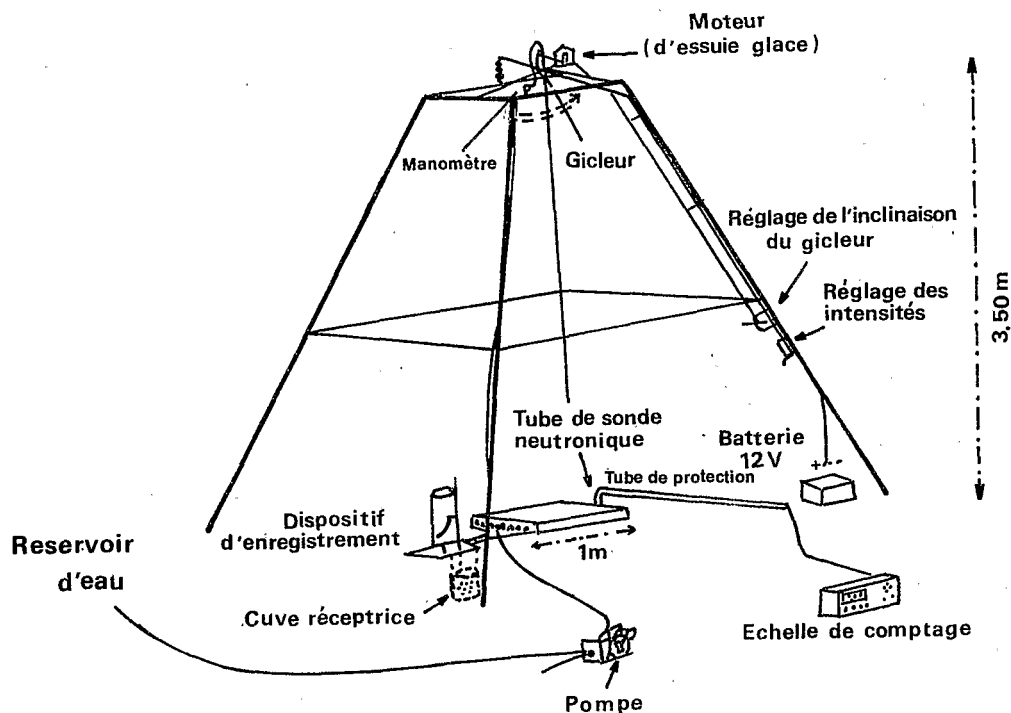 Moteur
(d'essuie glace)
Manomètre
Gicleur
Réglage de l'inclinaison
du gicleur
Réglage des
intensités
3,50 m
Tube de sonde
neutronique
Batterie
12 V
+
Tube de protection
Dispositif
d'enregistrement
1m
Reservoir
d'eau
Cuve réceptrice
Echelle de comptage
Pompe